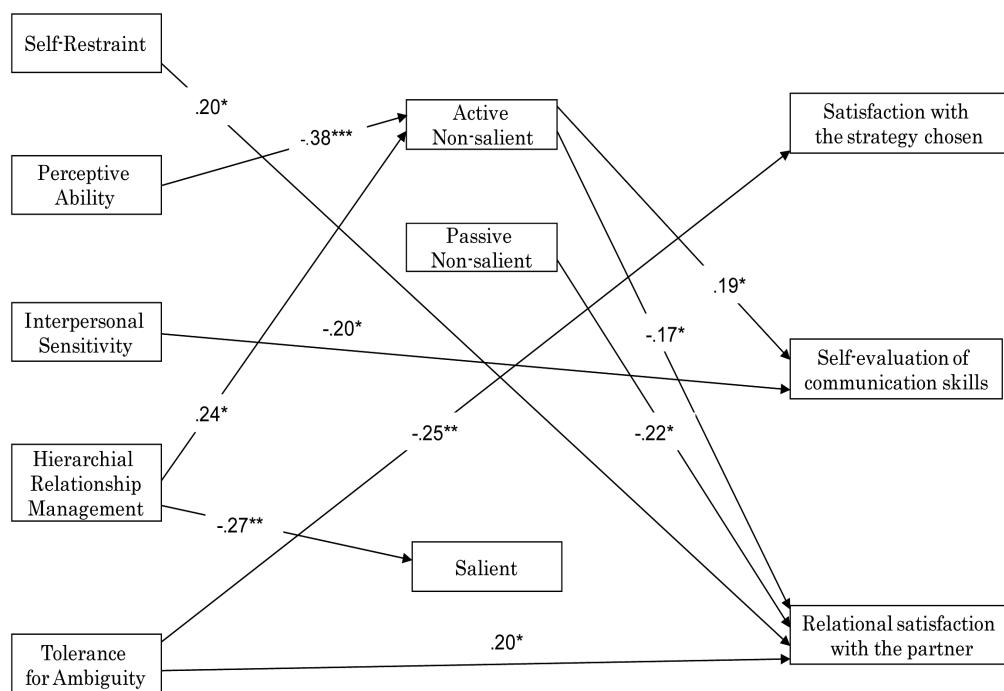 Self-Restraint
.20*
Active
Non-salient
Satisfaction with
the strategy chosen
-.38***
Perceptive
Ability
Passive
Non-salient
.19*
Interpersonal
Sensitivity
-.20*
-.17*
Self-evaluation of
communication skills
.24*
-.25**
-.22*
Hierarchial
Relationship
Management
-.27**
Salient
Tolerance
for Ambiguity
.20*
Relational satisfaction
with the partner